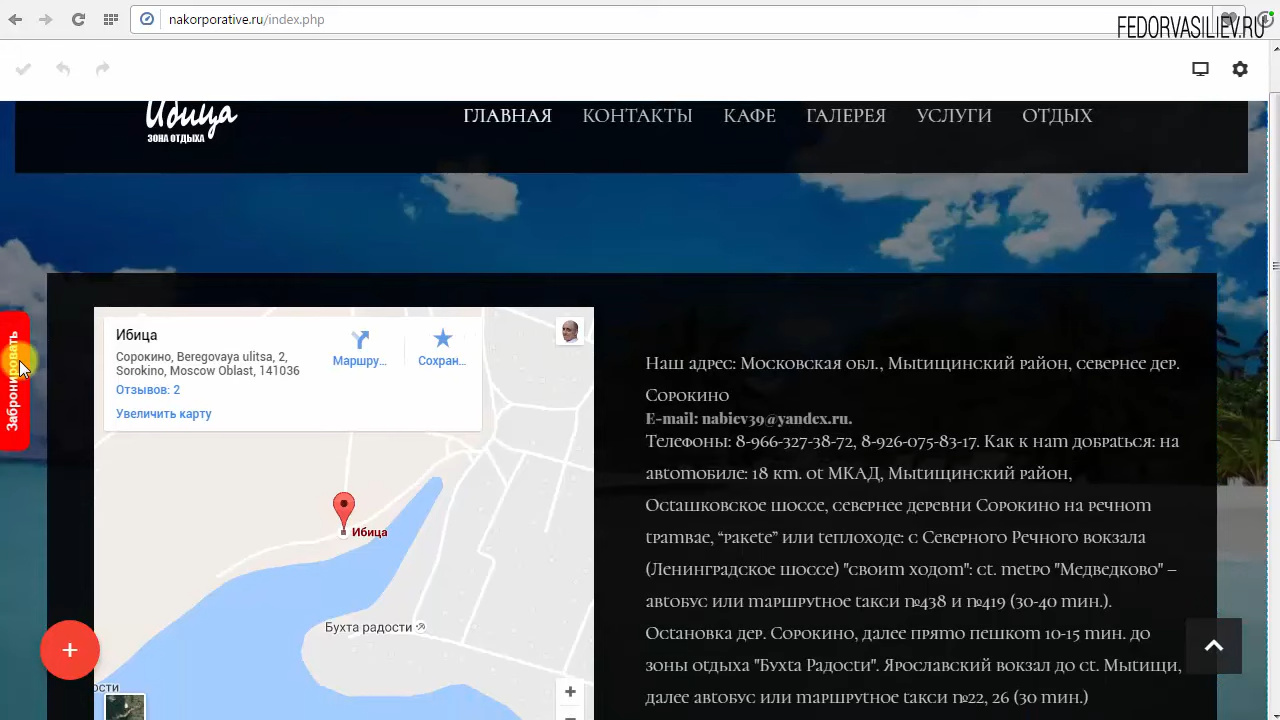 nakorporative.ru/index.php
FEDORVASILIEV.RU
Ибица
ЗОНА ОТДЫХА
ГЛАВНАЯ КОНТАКТЫ КАФЕ ГАЛЕРЕЯ УСЛУГИ ОТДЫХ
Забронировать
Ибица
Сорокино, Beregovaya ulitsa, 2,
Sorokino, Moscow Oblast, 141036
Отзывов: 2
Увеличить карту
Маршру...
Сохран...
Ибица
Бухта радости
ости
Наш адрес: Московская обл., Мытищинский район, севернее дер.
Сорокино
E-mail: nabiev39@yandex.ru.
Телефоны: 8-966-327-38-72, 8-926-075-83-17. Как к нам добраться: на
автомобиле: 18 km. от МКАД, Мытищинский район,
Осташковское шоссе, севернее деревни Сорокино на речном
трамвае, “ракете” или теплоходе: с Северного Речного вокзала
(Ленинградское шоссе) "своим ходом": ст. метро "Медведково" –
автобус или маршрутное такси №438 и №419 (30-40 мин.).
Остановка дер. Сорокино, далее прямо пешком 10-15 мин. до
зоны отдыха "Бухта Радости". Ярославский вокзал до ст. Мытищи,
далее автобус или маршрутное такси №22, 26 (30 мин.)